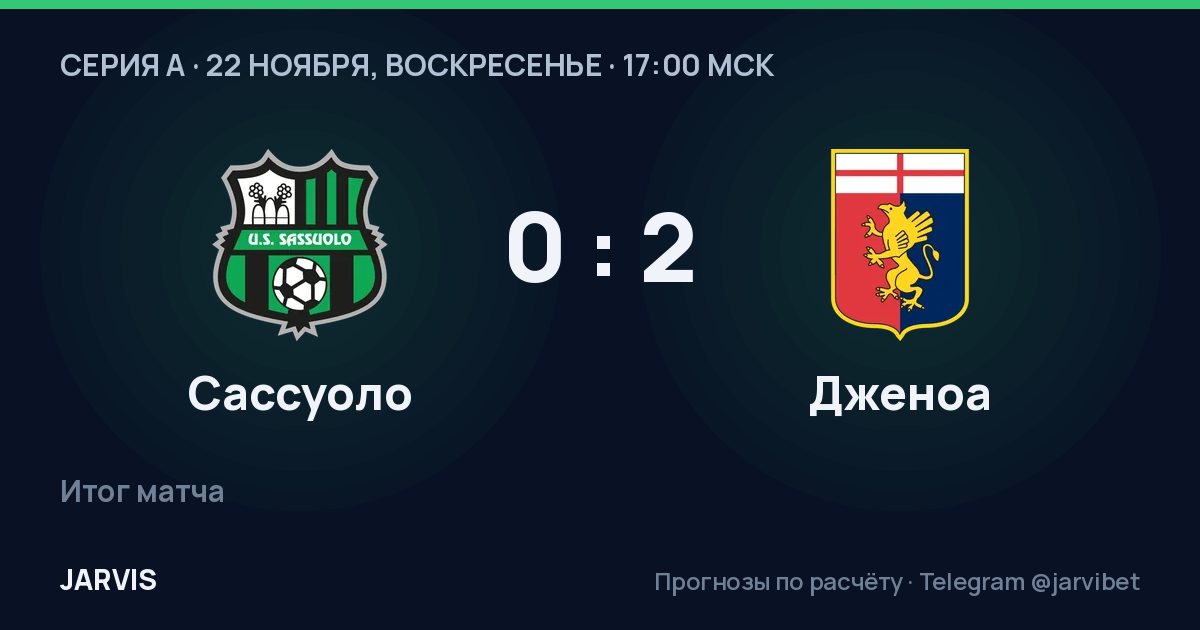 СЕРИЯ А · 22 НОЯБРЯ, ВОСКРЕСЕНЬЕ · 17:00 МСК
U.S. SASSUOLO
0 : 2
Сассуоло
Дженоа
Итог матча
JARVIS
Прогнозы по расчёту · Telegram @jarvibet